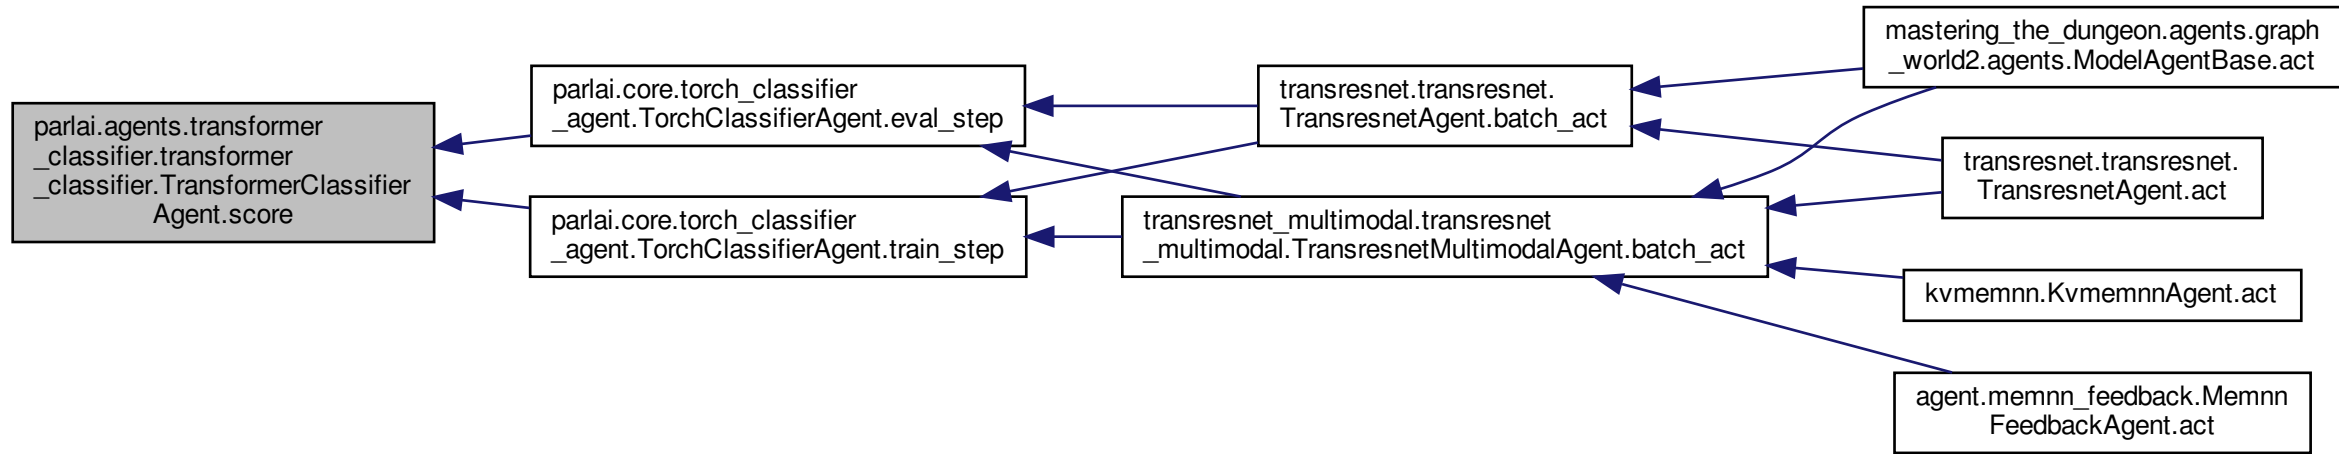 parlai.agents.transformer
_classifier.transformer
_classifier.TransformerClassifier
Agent.score
parlai.core.torch_classifier
_agent.TorchClassifierAgent.eval_step
parlai.core.torch_classifier
_agent.TorchClassifierAgent.train_step
transresnet.transresnet.
TransresnetAgent.batch_act
transresnet_multimodal.transresnet
_multimodal.TransresnetMultimodalAgent.batch_act
mastering_the_dungeon.agents.graph
_world2.agents.ModelAgentBase.act
transresnet.transresnet.
TransresnetAgent.act
kvmemnn.KvmemnnAgent.act
agent.memnn_feedback.Memnn
FeedbackAgent.act